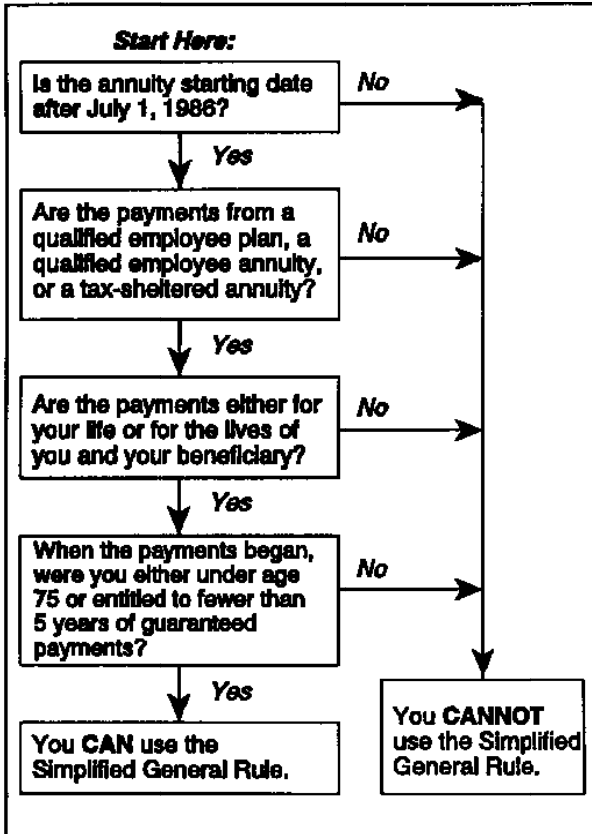 Start Here:
Is the annuity starting date
after July 1, 1986?
No
Yes
Are the payments from a
qualified employee plan, a
qualified employee annuity,
or a tax-sheltered annuity?
No
Yes
Are the payments either for
your life or for the lives of
you and your beneficiary?
No
Yes
When the payments began,
were you either under age
75 or entitled to fewer than
5 years of guaranteed
payments?
No
Yes
You CAN use the
Simplified General Rule.
You CANNOT
use the Simplified
General Rule.